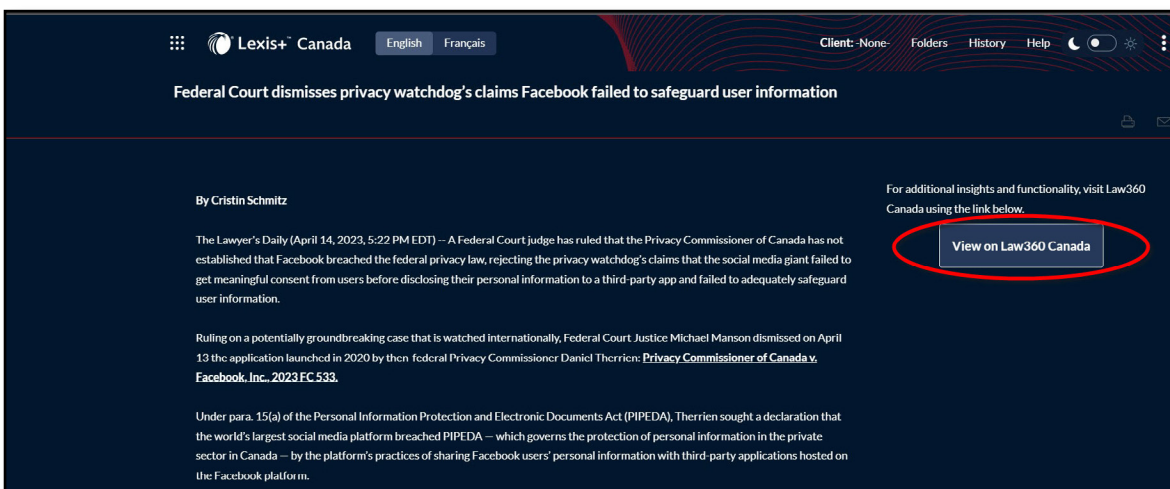 Lexis+™ Canada English Français Client: -None- Folders History Help
Federal Court dismisses privacy watchdog's claims Facebook failed to safeguard user information
By Cristin Schmitz
The Lawyer's Daily (April 14, 2023, 5:22 PM EDT) -- A Federal Court judge has ruled that the Privacy Commissioner of Canada has not
established that Facebook breached the federal privacy law, rejecting the privacy watchdog's claims that the social media giant failed to
get meaningful consent from users before disclosing their personal information to a third-party app and failed to adequately safeguard
user information.
Ruling on a potentially groundbreaking case that is watched internationally, Federal Court Justice Michael Manson dismissed on April
13 the application launched in 2020 by then federal Privacy Commissioner Daniel Therrien: Privacy Commissioner of Canada v.
Facebook, Inc., 2023 FC 533.
Under para. 15(a) of the Personal Information Protection and Electronic Documents Act (PIPEDA), Therrien sought a declaration that
the world's largest social media platform breached PIPEDA — which governs the protection of personal information in the private
sector in Canada — by the platform's practices of sharing Facebook users' personal information with third-party applications hosted on
the Facebook platform.
For additional insights and functionality, visit Law360
Canada using the link below.
View on Law360 Canada